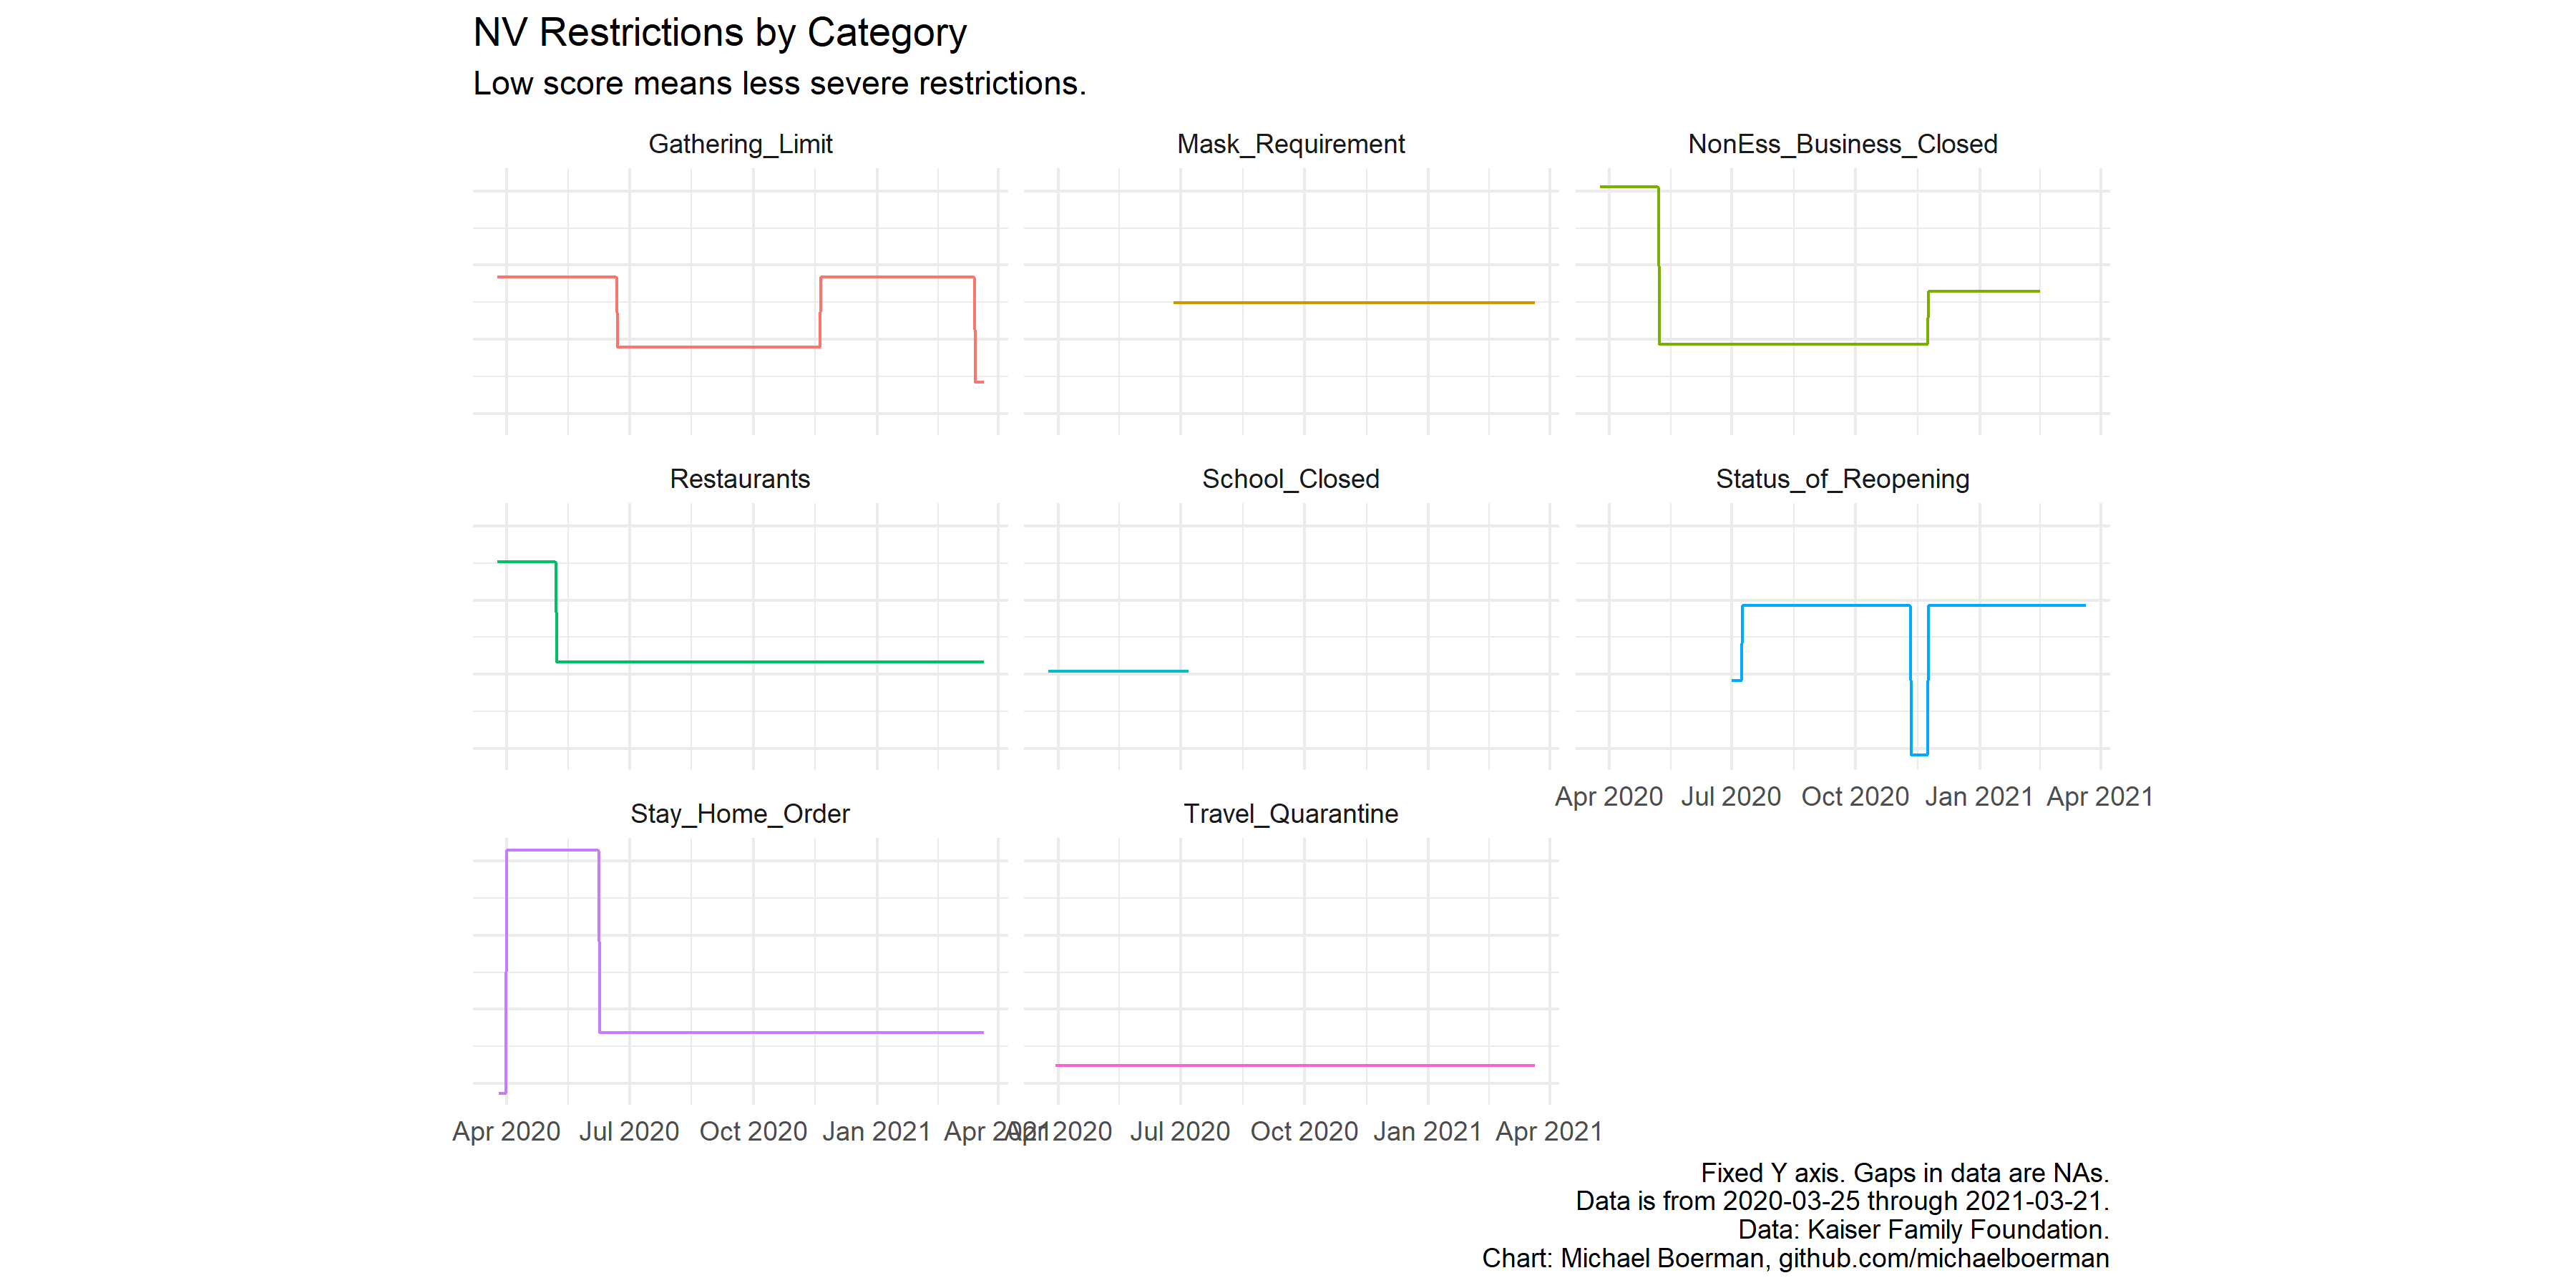 NV Restrictions by Category
Low score means less severe restrictions.
Gathering_Limit
Mask_Requirement
NonEss_Business_Closed
Restaurants
School_Closed
Status_of_Reopening
Apr 2020 Jul 2020 Oct 2020 Jan 2021 Apr 2021
Stay_Home_Order
Travel_Quarantine
Apr 2020 Jul 2020 Oct 2020 Jan 2021 Apr 2021
Apr 2020 Jul 2020 Oct 2020 Jan 2021 Apr 2021
Fixed Y axis. Gaps in data are NAs.
Data is from 2020-03-25 through 2021-03-21.
Data: Kaiser Family Foundation.
Chart: Michael Boerman, github.com/michaelboerman